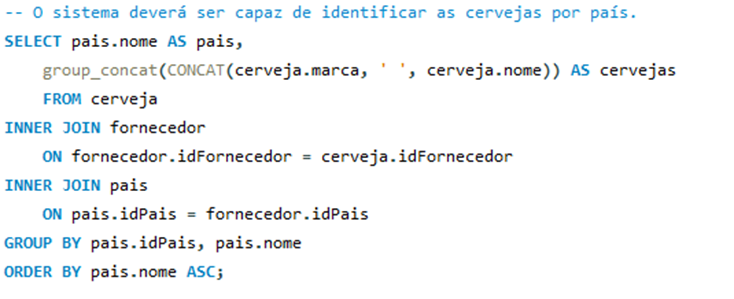 -- O sistema deverá ser capaz de identificar as cervejas por país.
SELECT pais.nome AS pais,
group_concat(CONCAT(cerveja.marca, ' ', cerveja.nome)) AS cervejas
FROM cerveja
INNER JOIN fornecedor
ON fornecedor.idFornecedor = cerveja.idFornecedor
INNER JOIN pais
ON pais.idPais = fornecedor.idPais
GROUP BY pais.idPais, pais.nome
ORDER BY pais.nome ASC;